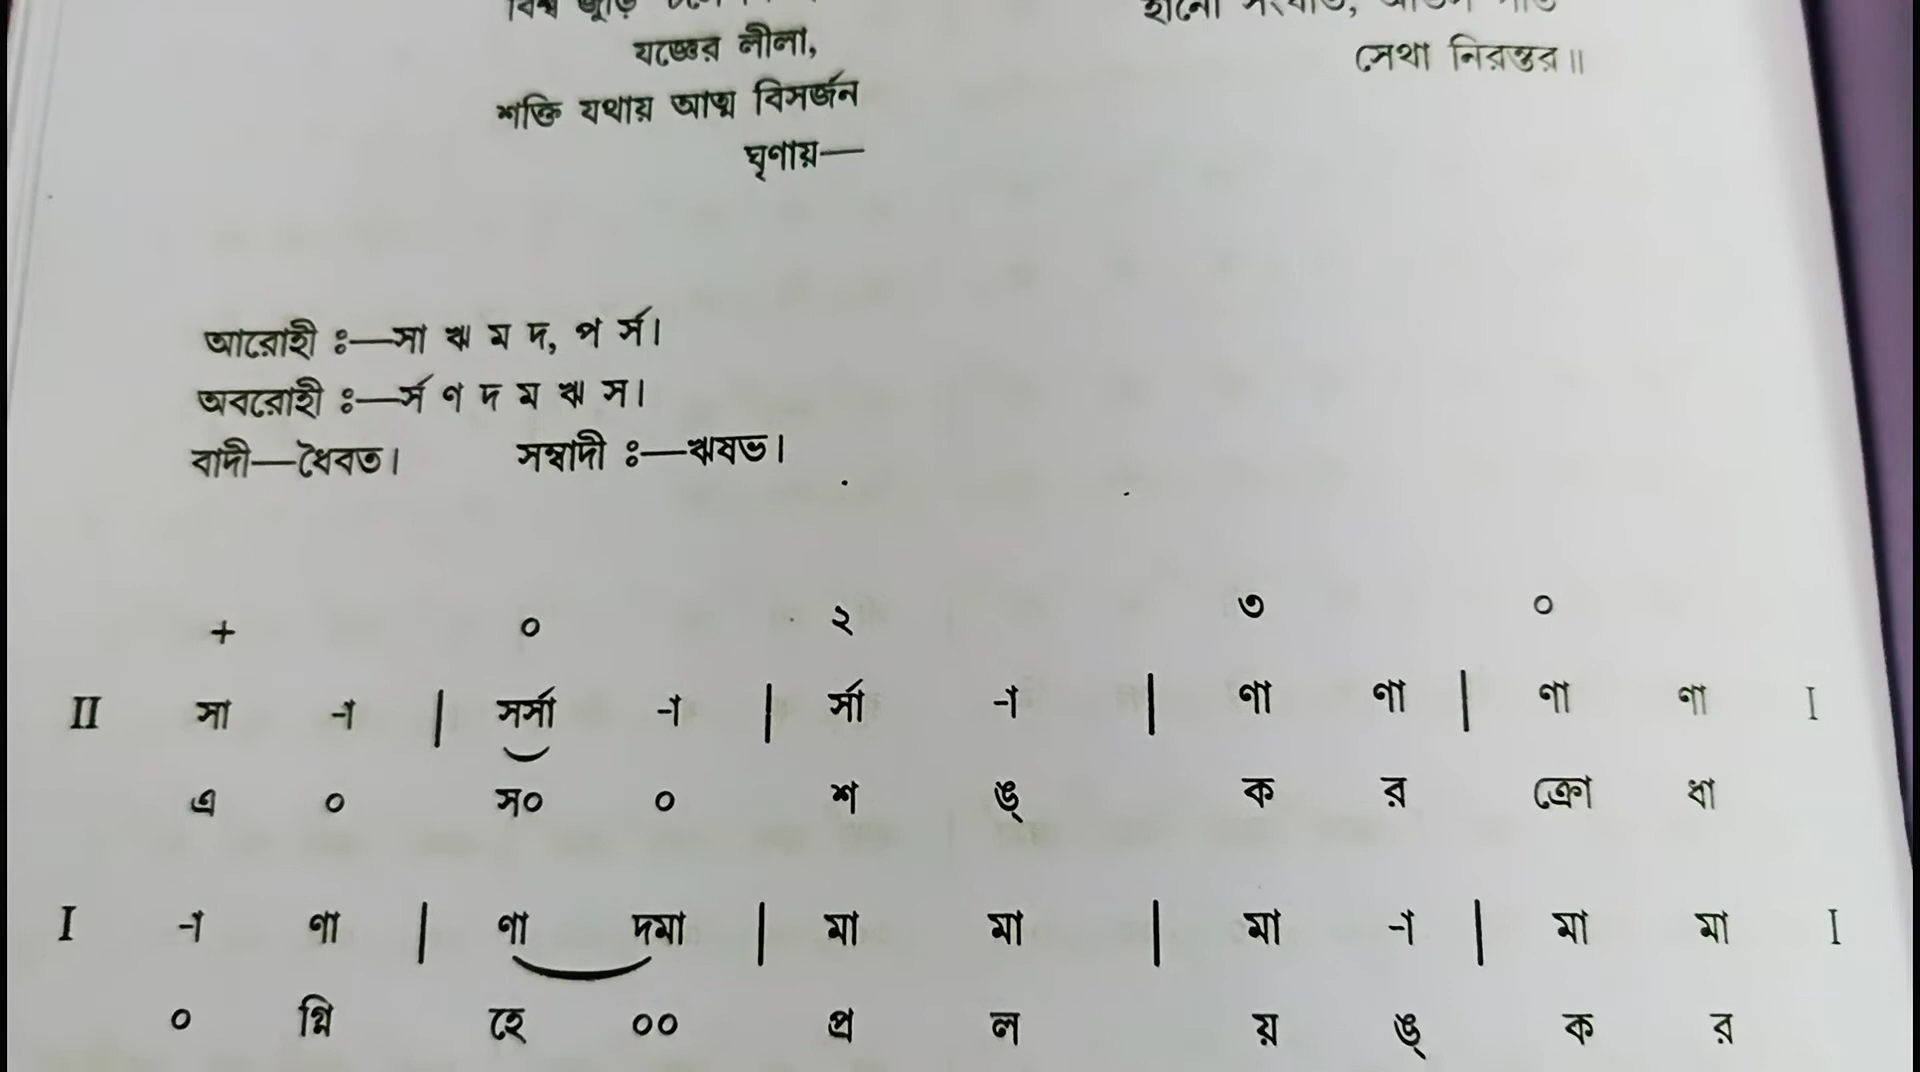 যজ্ঞের লীলা,
শক্তি যথায় আত্ম বিসর্জন
ঘৃণায়—
সেথা নিরন্তর॥
আরোহী ঃ—সা ঋ ম দ, প র্স।
অবরোহী ঃ—র্স ণ দ ম ঋ স।
বাদী—ধৈবত। সম্বাদী ঃ—ঋষভ।
+ ০ ২ ৩ ০
II সা -া | সর্সা -া | র্সা -া | ণা ণা | ণা ণা I
এ ০ স০ ০ শ ঙ্ ক র ক্রো ধা
I -া ণা | ণা দমা | মা মা | মা -া | মা মা I
০ গ্নি হে ০০ প্র ল য় ঙ্ ক র